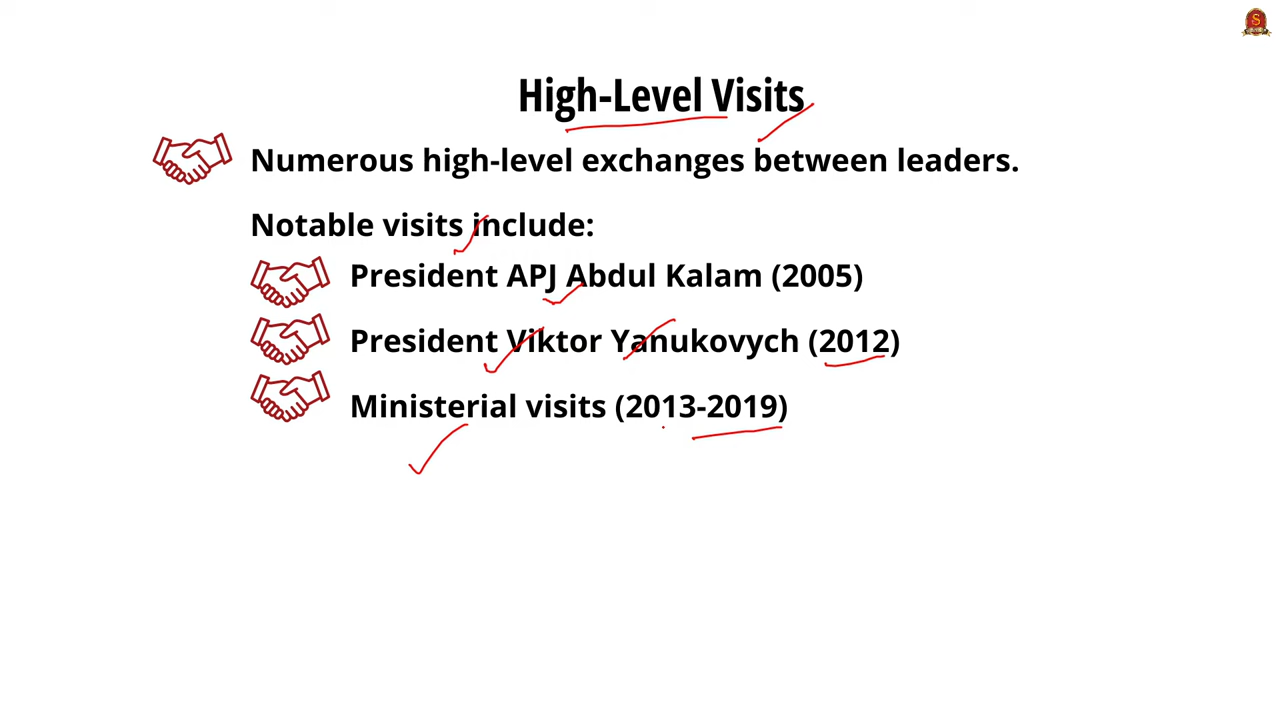 High-Level Visits
Numerous high-level exchanges between leaders.
Notable visits include:
President APJ Abdul Kalam (2005)
President Viktor Yanukovych (2012)
Ministerial visits (2013-2019)